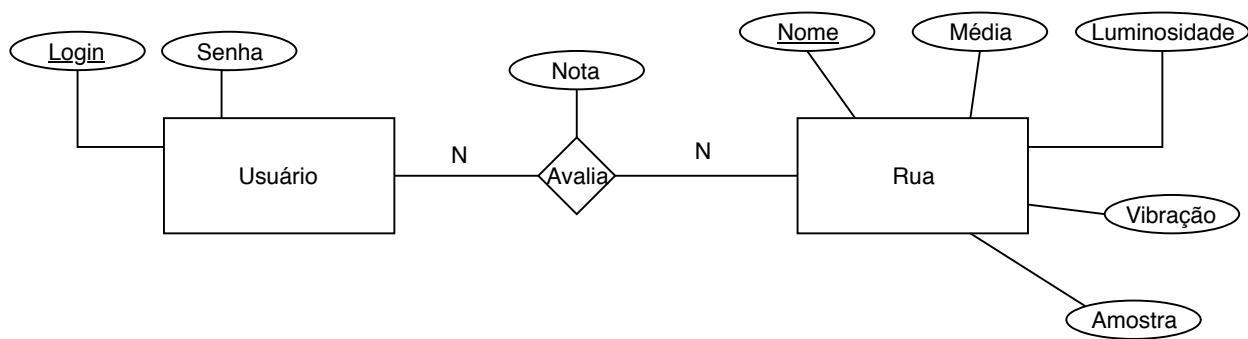 Login
Senha
Nota
Nome
Média
Luminosidade
Usuário
N
Avalia
N
Rua
Vibração
Amostra